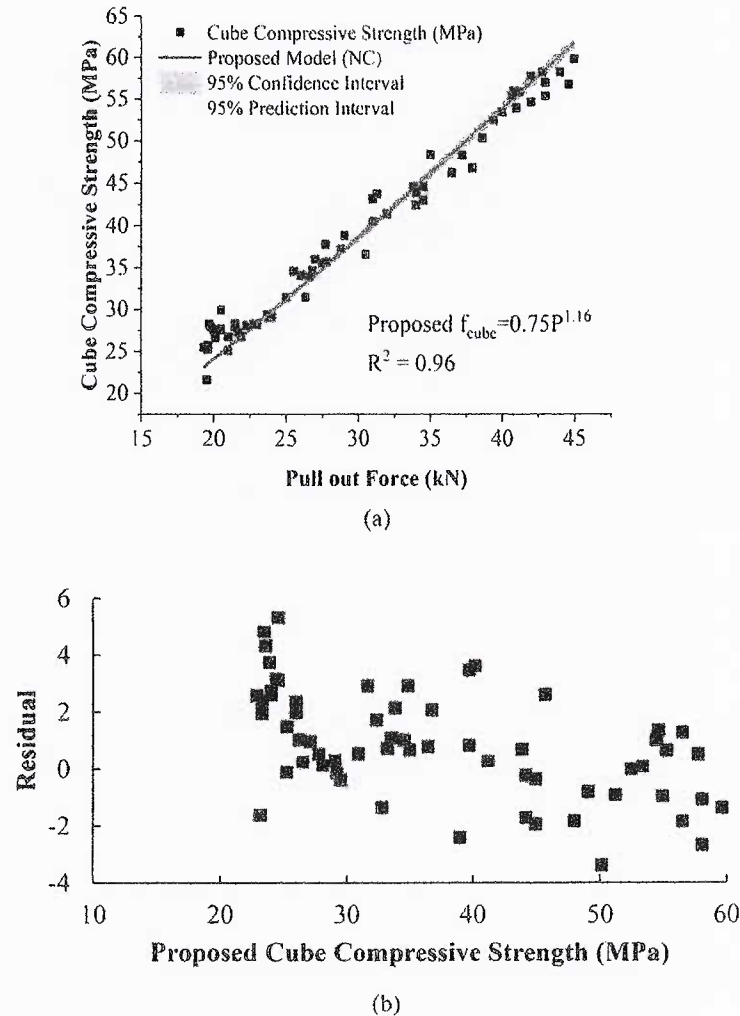 65
60
55
50
45
40
35
30
25
20
Cube Compressive Strength (MPa)
Cube Compressive Strength (MPa)
Proposed Model (NC)
95% Confidence Interval
95% Prediction Interval
Proposed f_cube=0.75P^1.16
R² = 0.96
15 20 25 30 35 40 45
Pull out Force (kN)
(a)
6
4
2
0
-2
-4
Residual
10 20 30 40 50 60
Proposed Cube Compressive Strength (MPa)
(b)